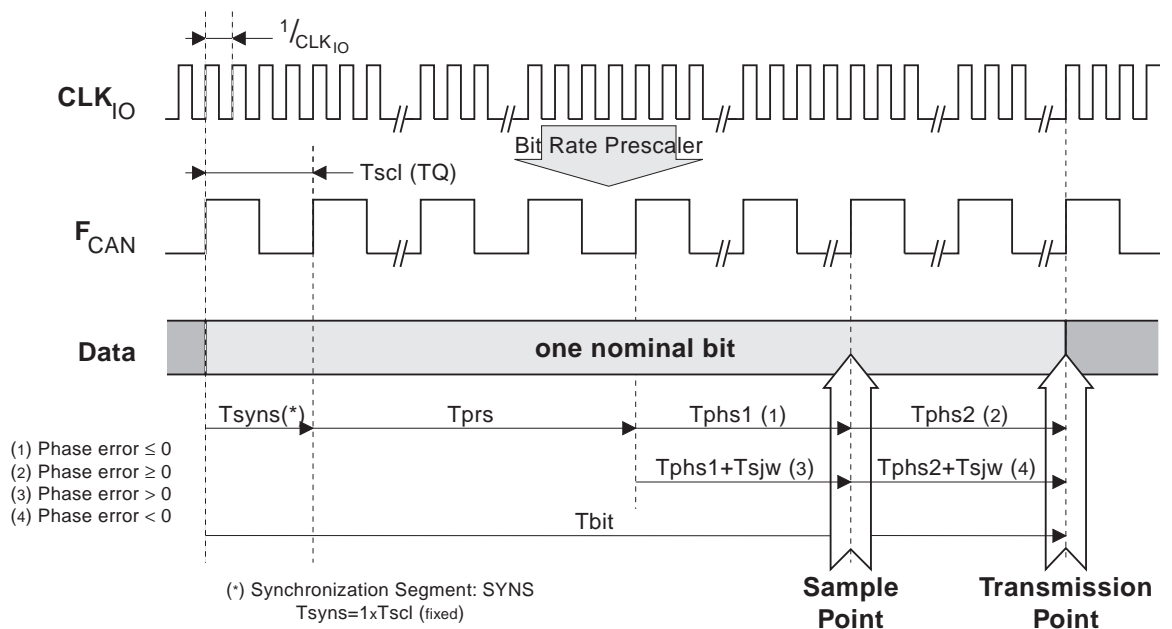 1/CLKIO
CLKIO
Bit Rate Prescaler
Tscl (TQ)
FCAN
Data
one nominal bit
Tsyns(*)
Tprs
Tphs1 (1)
Tphs2 (2)
(1) Phase error ≤ 0
(2) Phase error ≥ 0
(3) Phase error > 0
(4) Phase error < 0
Tphs1+Tsjw (3)
Tphs2+Tsjw (4)
Tbit
(*) Synchronization Segment: SYNS
Tsyns=1xTscl (fixed)
Sample
Point
Transmission
Point